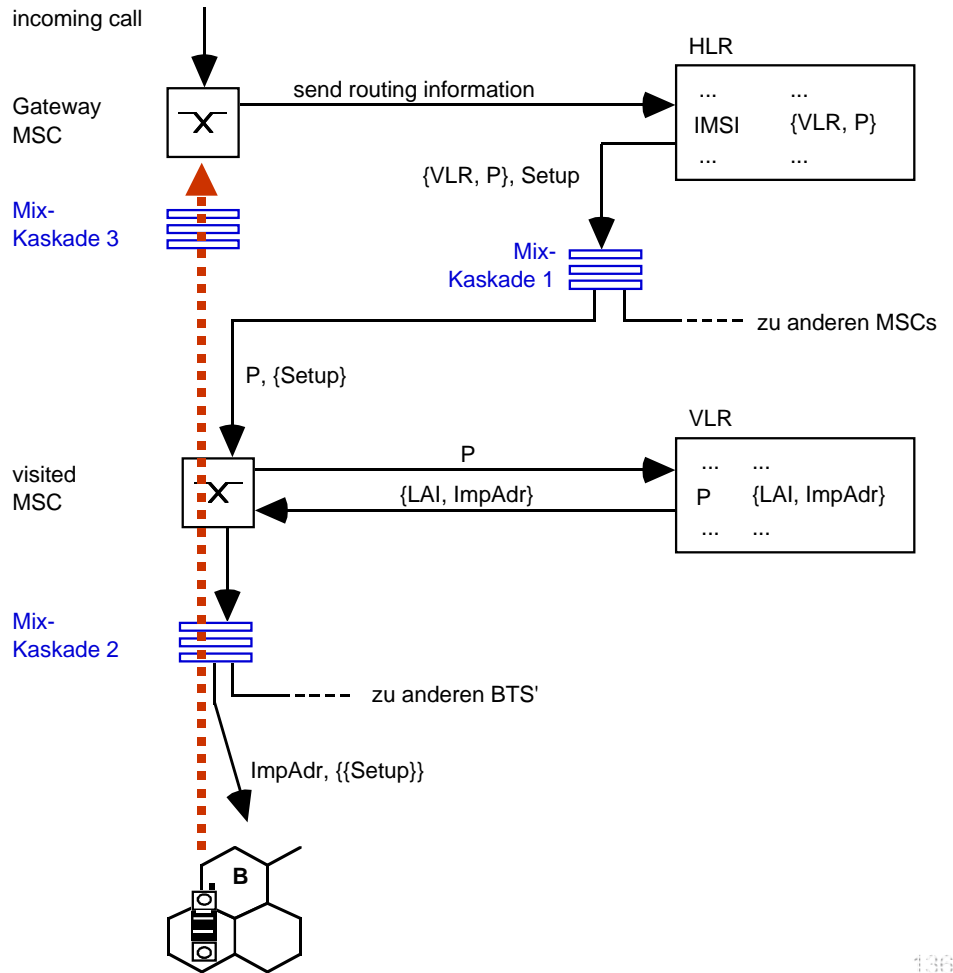 incoming call
HLR
Gateway
MSC
send routing information
... ...
IMSI {VLR, P}
... ...
{VLR, P}, Setup
Mix-
Kaskade 3
Mix-
Kaskade 1
zu anderen MSCs
P, {Setup}
VLR
visited
MSC
P
{LAI, ImpAdr}
... ...
P {LAI, ImpAdr}
... ...
Mix-
Kaskade 2
zu anderen BTS'
ImpAdr, {{Setup}}
B